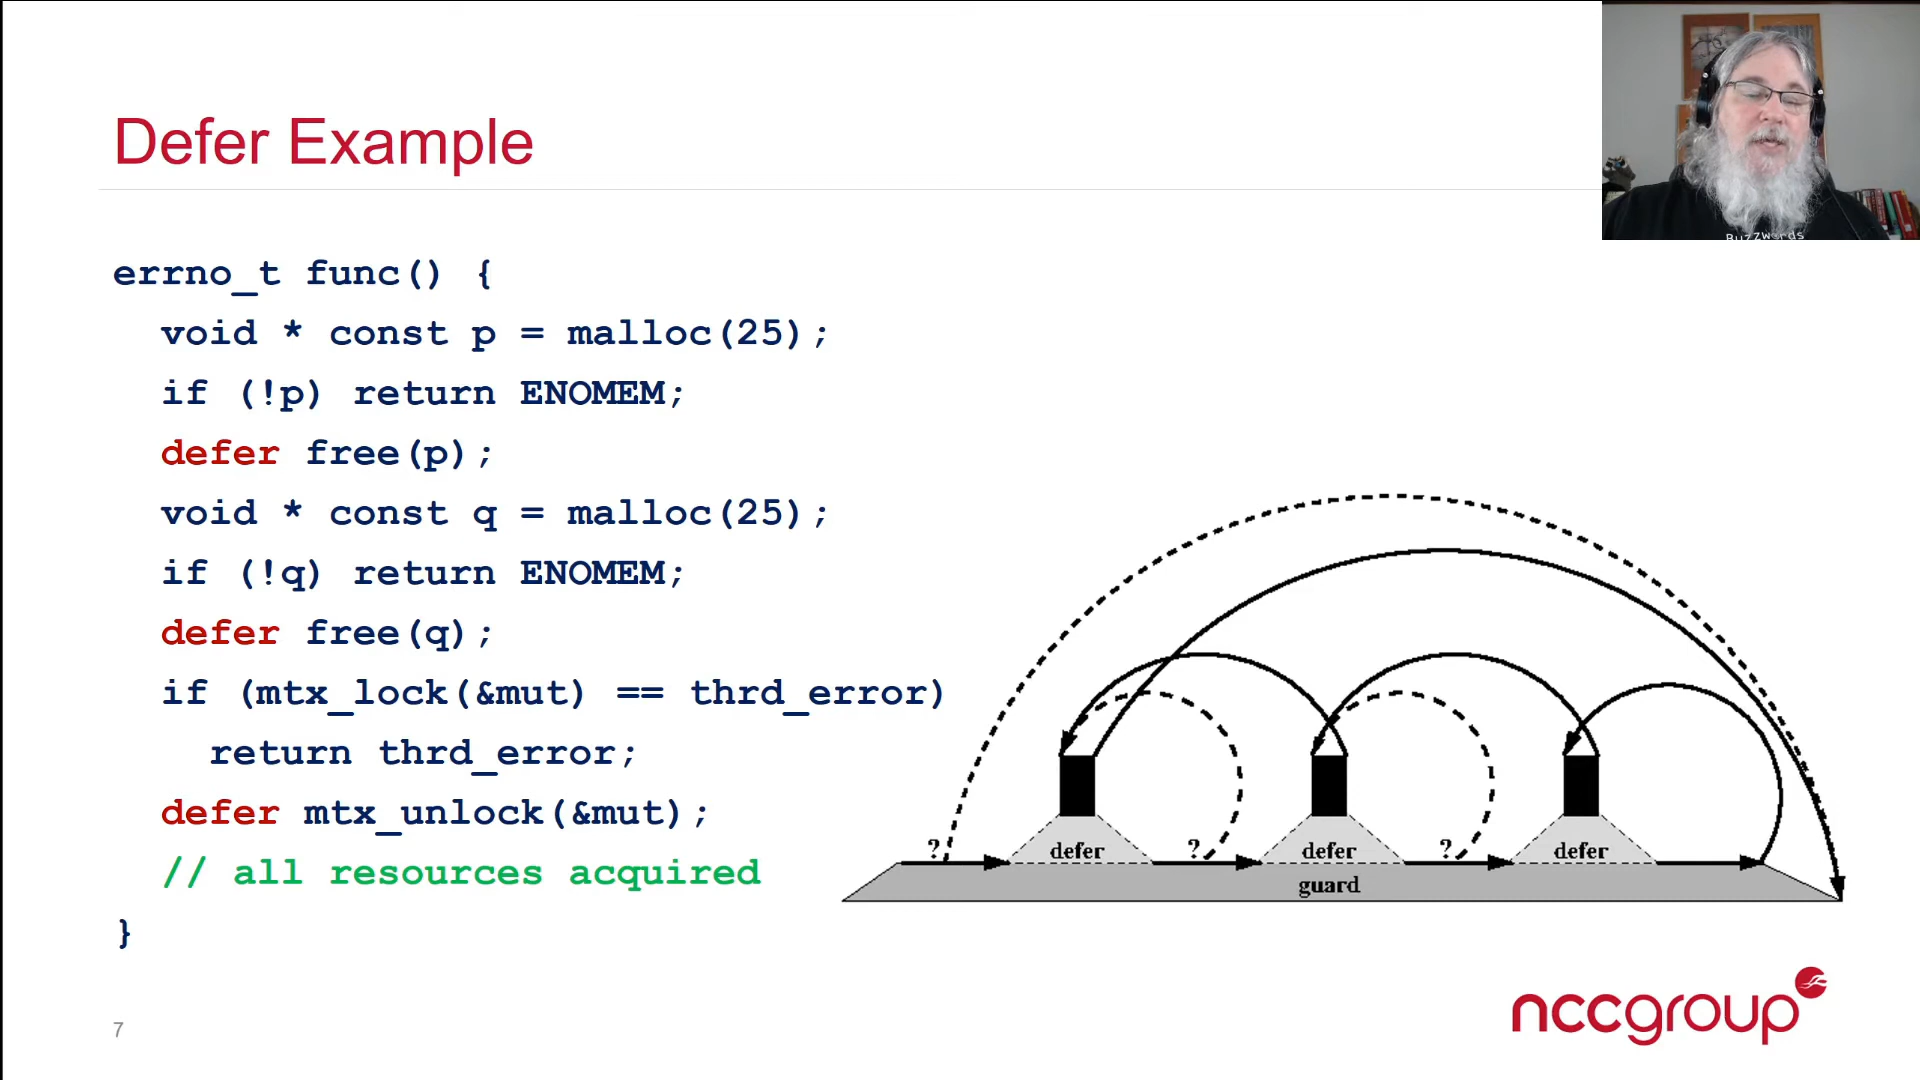 Defer Example
errno_t func() {
void * const p = malloc(25);
if (!p) return ENOMEM;
defer free(p);
void * const q = malloc(25);
if (!q) return ENOMEM;
defer free(q);
if (mtx_lock(&mut) == thrd_error)
return thrd_error;
defer mtx_unlock(&mut);
// all resources acquired
}
? defer ? defer ? defer
guard
7
nccgroup
BuzzWords